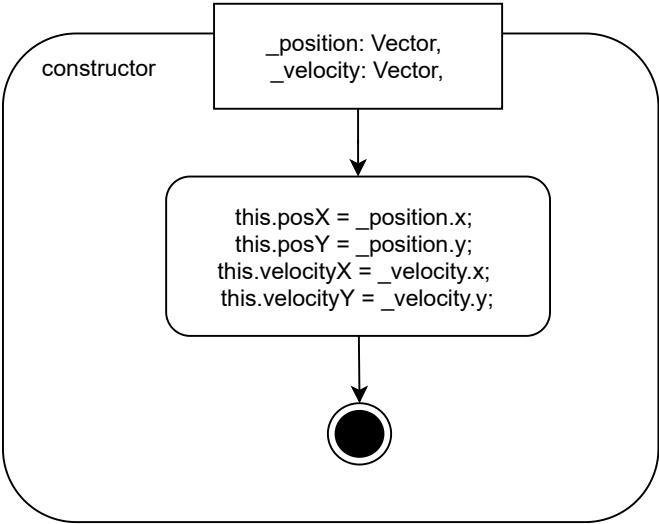 _position: Vector,
_velocity: Vector,
constructor
this.posX = _position.x;
this.posY = _position.y;
this.velocityX = _velocity.x;
this.velocityY = _velocity.y;